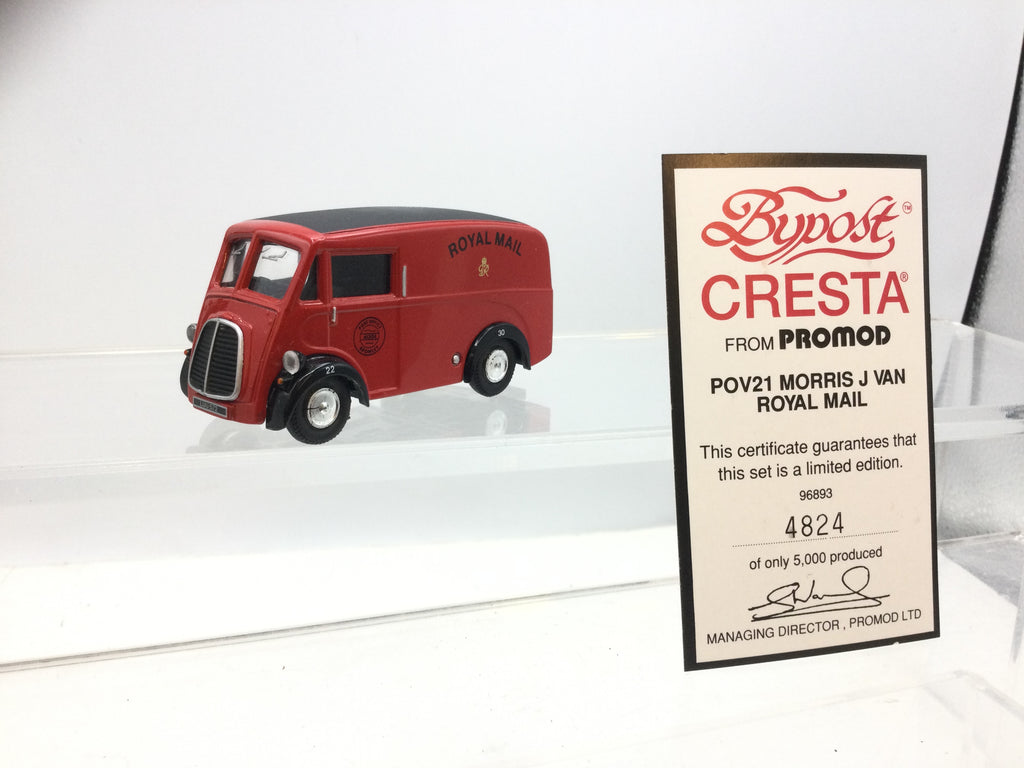 ROYAL MAIL
GR
22
30
Bypost™
CRESTA®
FROM PROMOD
POV21 MORRIS J VAN
ROYAL MAIL
This certificate guarantees that
this set is a limited edition.
96893
4824
of only 5,000 produced
MANAGING DIRECTOR , PROMOD LTD